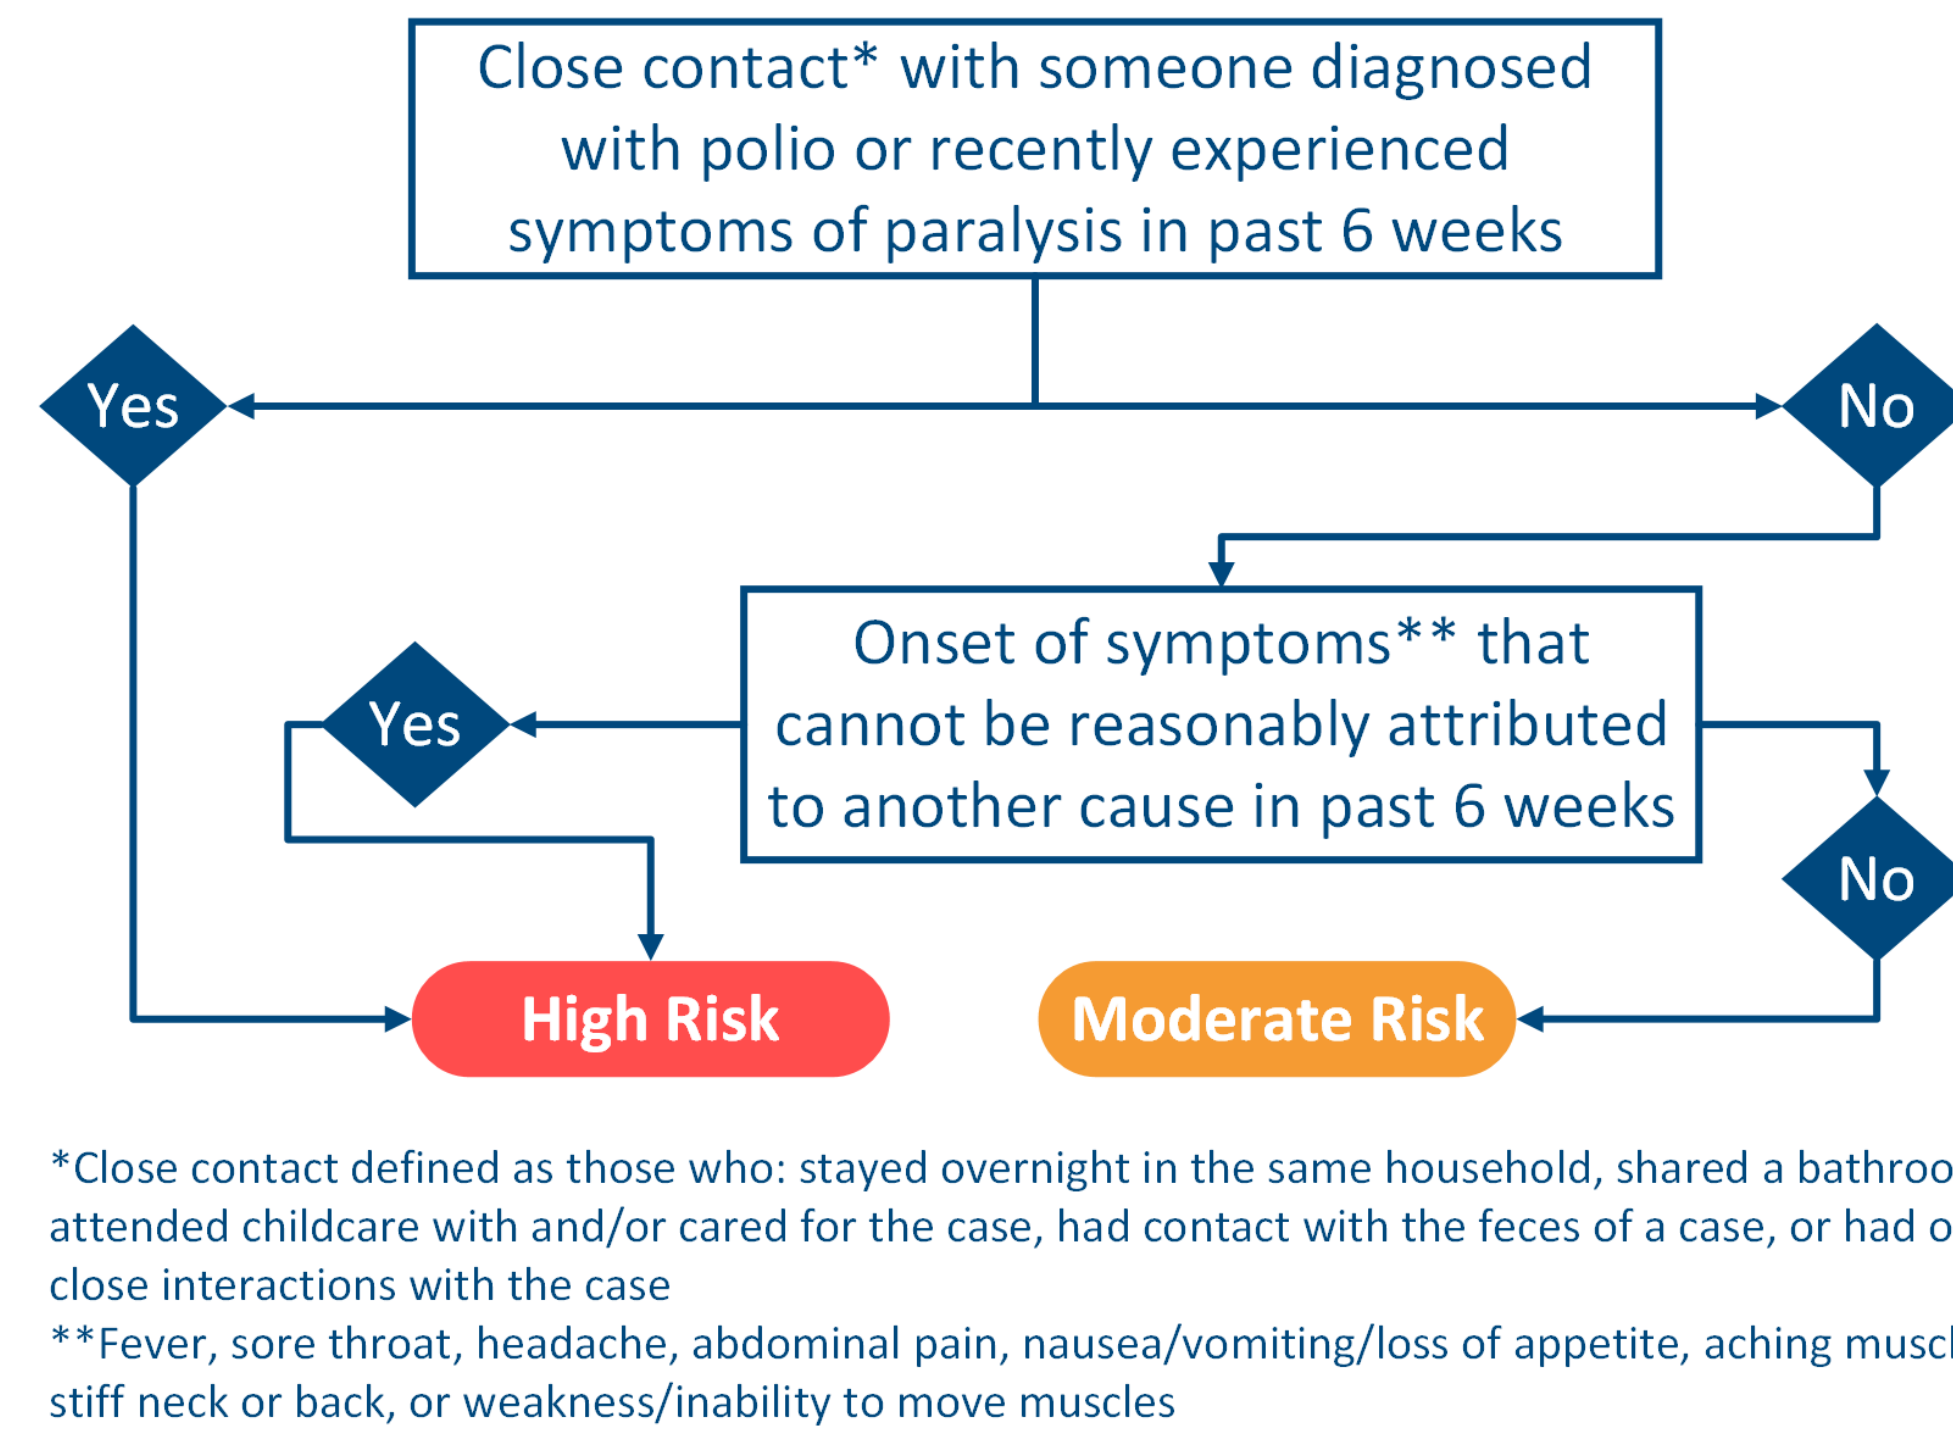 Close contact* with someone diagnosed
with polio or recently experienced
symptoms of paralysis in past 6 weeks
Yes
No
Onset of symptoms** that
cannot be reasonably attributed
to another cause in past 6 weeks
Yes
No
High Risk
Moderate Risk
*Close contact defined as those who: stayed overnight in the same household, shared a
attended childcare with and/or cared for the case, had contact with the feces of a case, or had
close interactions with the case
**Fever, sore throat, headache, abdominal pain, nausea/vomiting/loss of appetite, aching
stiff neck or back, or weakness/inability to move muscles